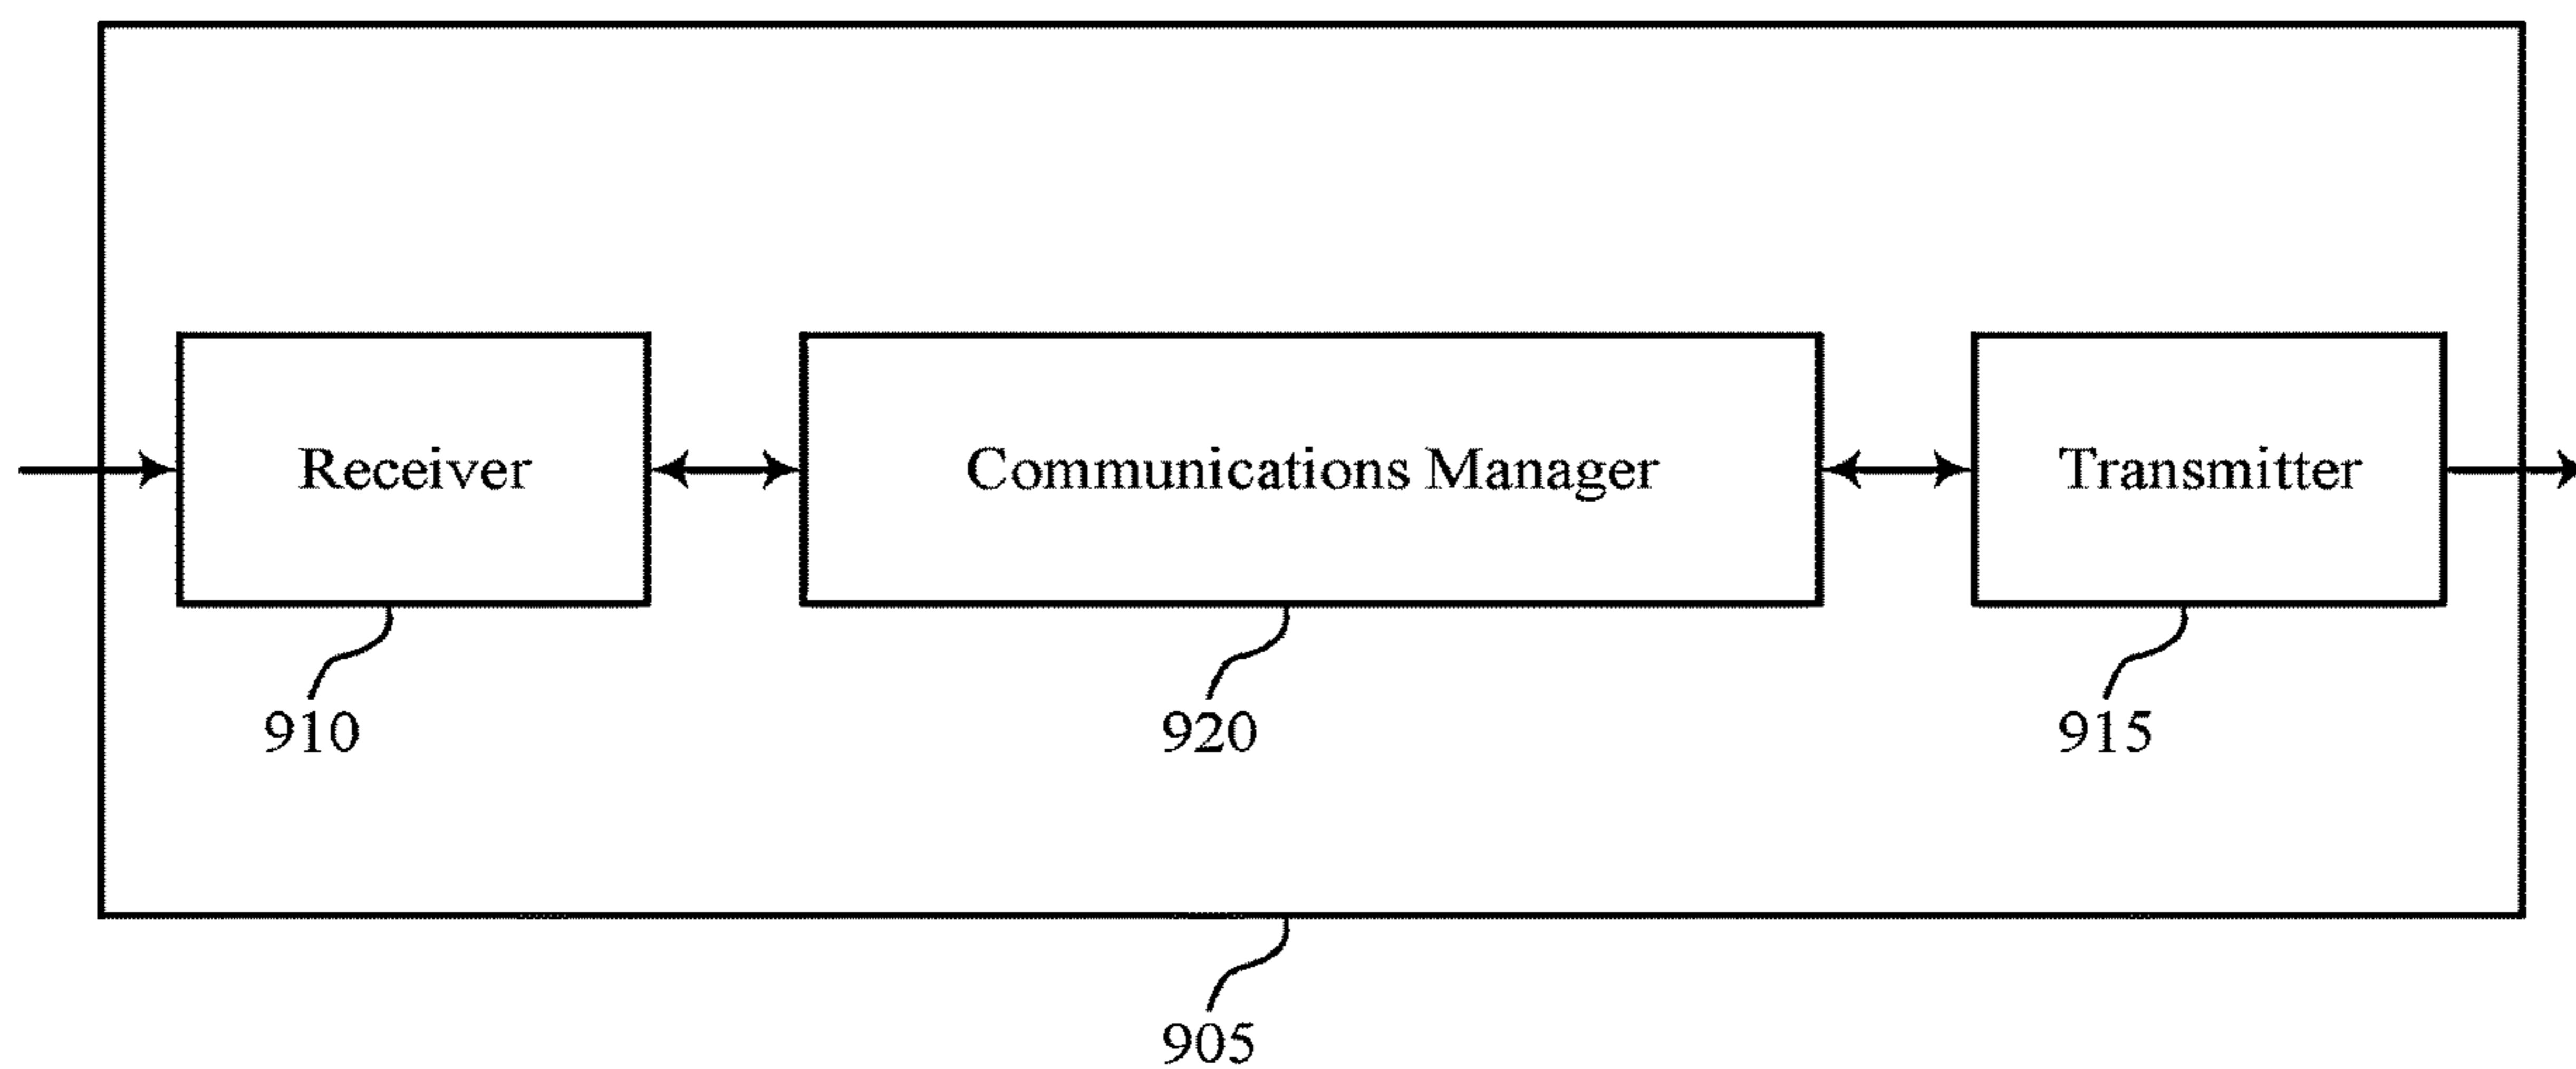 Receiver
Communications Manager
Transmitter
910
920
915
905